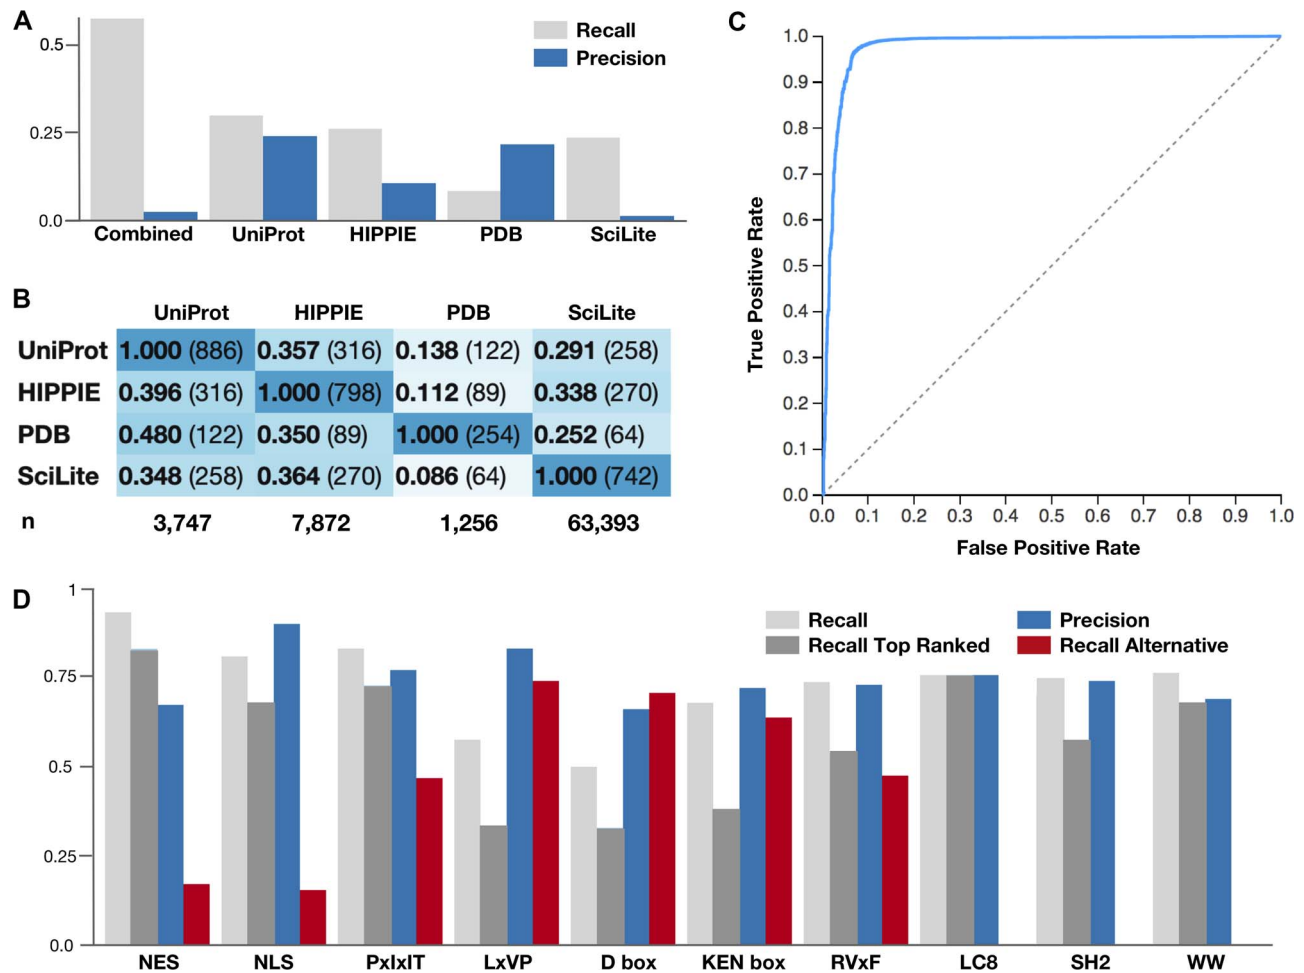 A
0.5
0.25
0.0
Recall
Precision
Combined UniProt HIPPIE PDB SciLite
B
UniProt HIPPIE PDB SciLite
UniProt 1.000 (886) 0.357 (316) 0.138 (122) 0.291 (258)
HIPPIE 0.396 (316) 1.000 (798) 0.112 (89) 0.338 (270)
PDB 0.480 (122) 0.350 (89) 1.000 (254) 0.252 (64)
SciLite 0.348 (258) 0.364 (270) 0.086 (64) 1.000 (742)
n 3,747 7,872 1,256 63,393
C
True Positive Rate
1.0
0.9
0.8
0.7
0.6
0.5
0.4
0.3
0.2
0.1
0.0
0.0 0.1 0.2 0.3 0.4 0.5 0.6 0.7 0.8 0.9 1.0
False Positive Rate
D
1
0.75
0.5
0.25
0.0
Recall Precision
Recall Top Ranked Recall Alternative
NES NLS PxIxIT LxVP D box KEN box RVxF LC8 SH2 WW